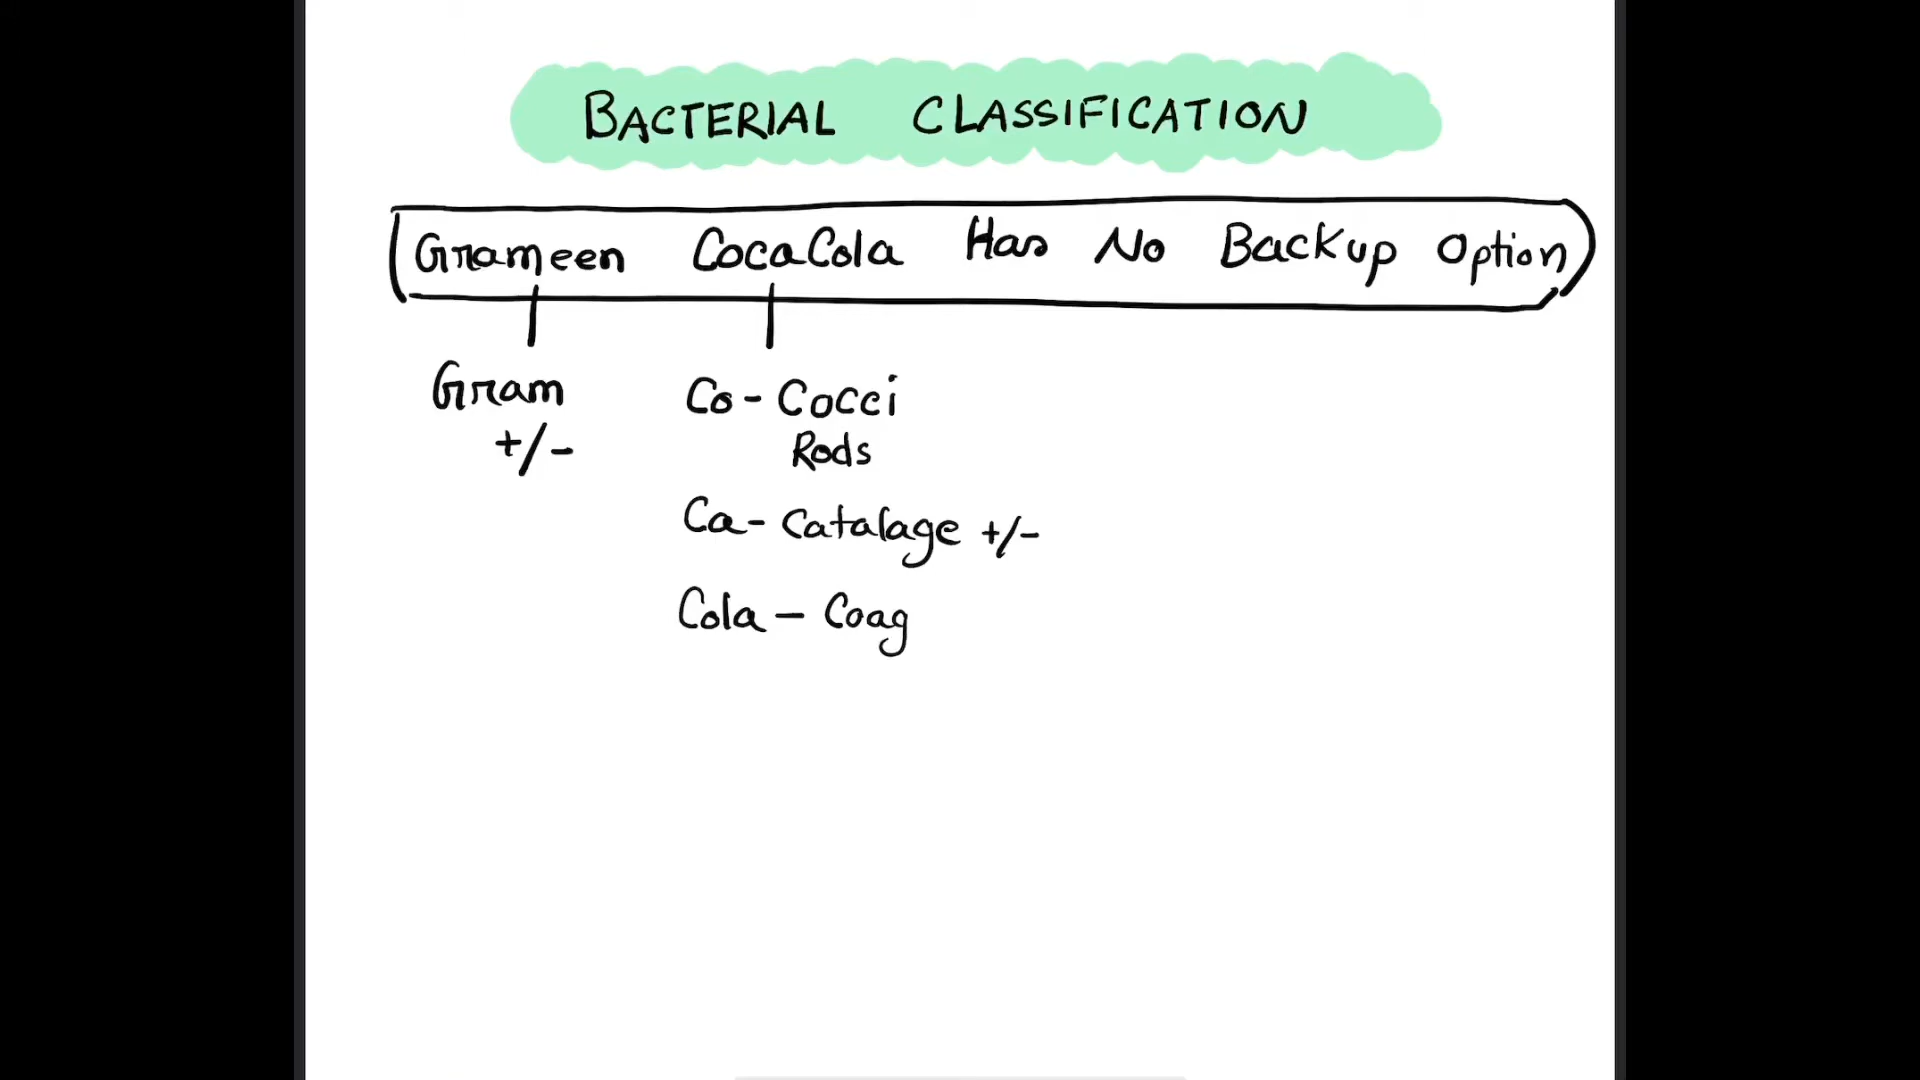 BACTERIAL CLASSIFICATION
Grameen CocaCola Has No Backup Option
Gram
+/-
Co - Cocci
Rods
Ca - Catalage +/-
Cola - Coag